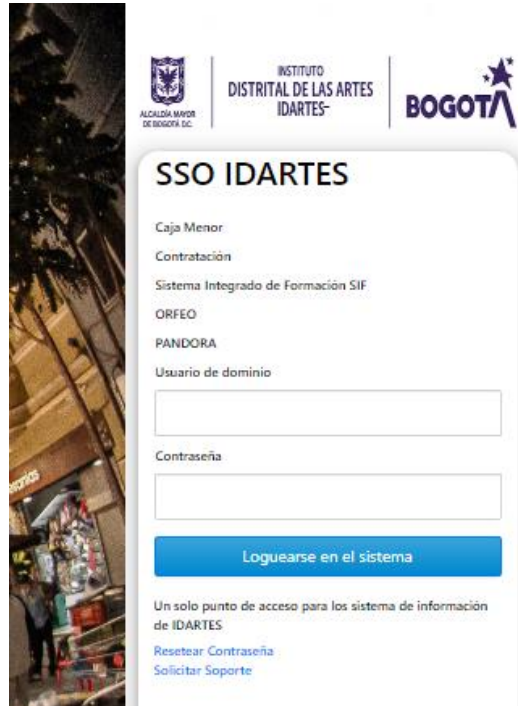 ALCALDÍA MAYOR
DE BOGOTÁ D.C.
INSTITUTO
DISTRITAL DE LAS ARTES
IDARTES-
BOGOTÁ
SSO IDARTES
Caja Menor
Contratación
Sistema Integrado de Formación SIF
ORFEO
PANDORA
Usuario de dominio
Contraseña
Loguearse en el sistema
Un solo punto de acceso para los sistema de información
de IDARTES
Resetear Contraseña
Solicitar Soporte